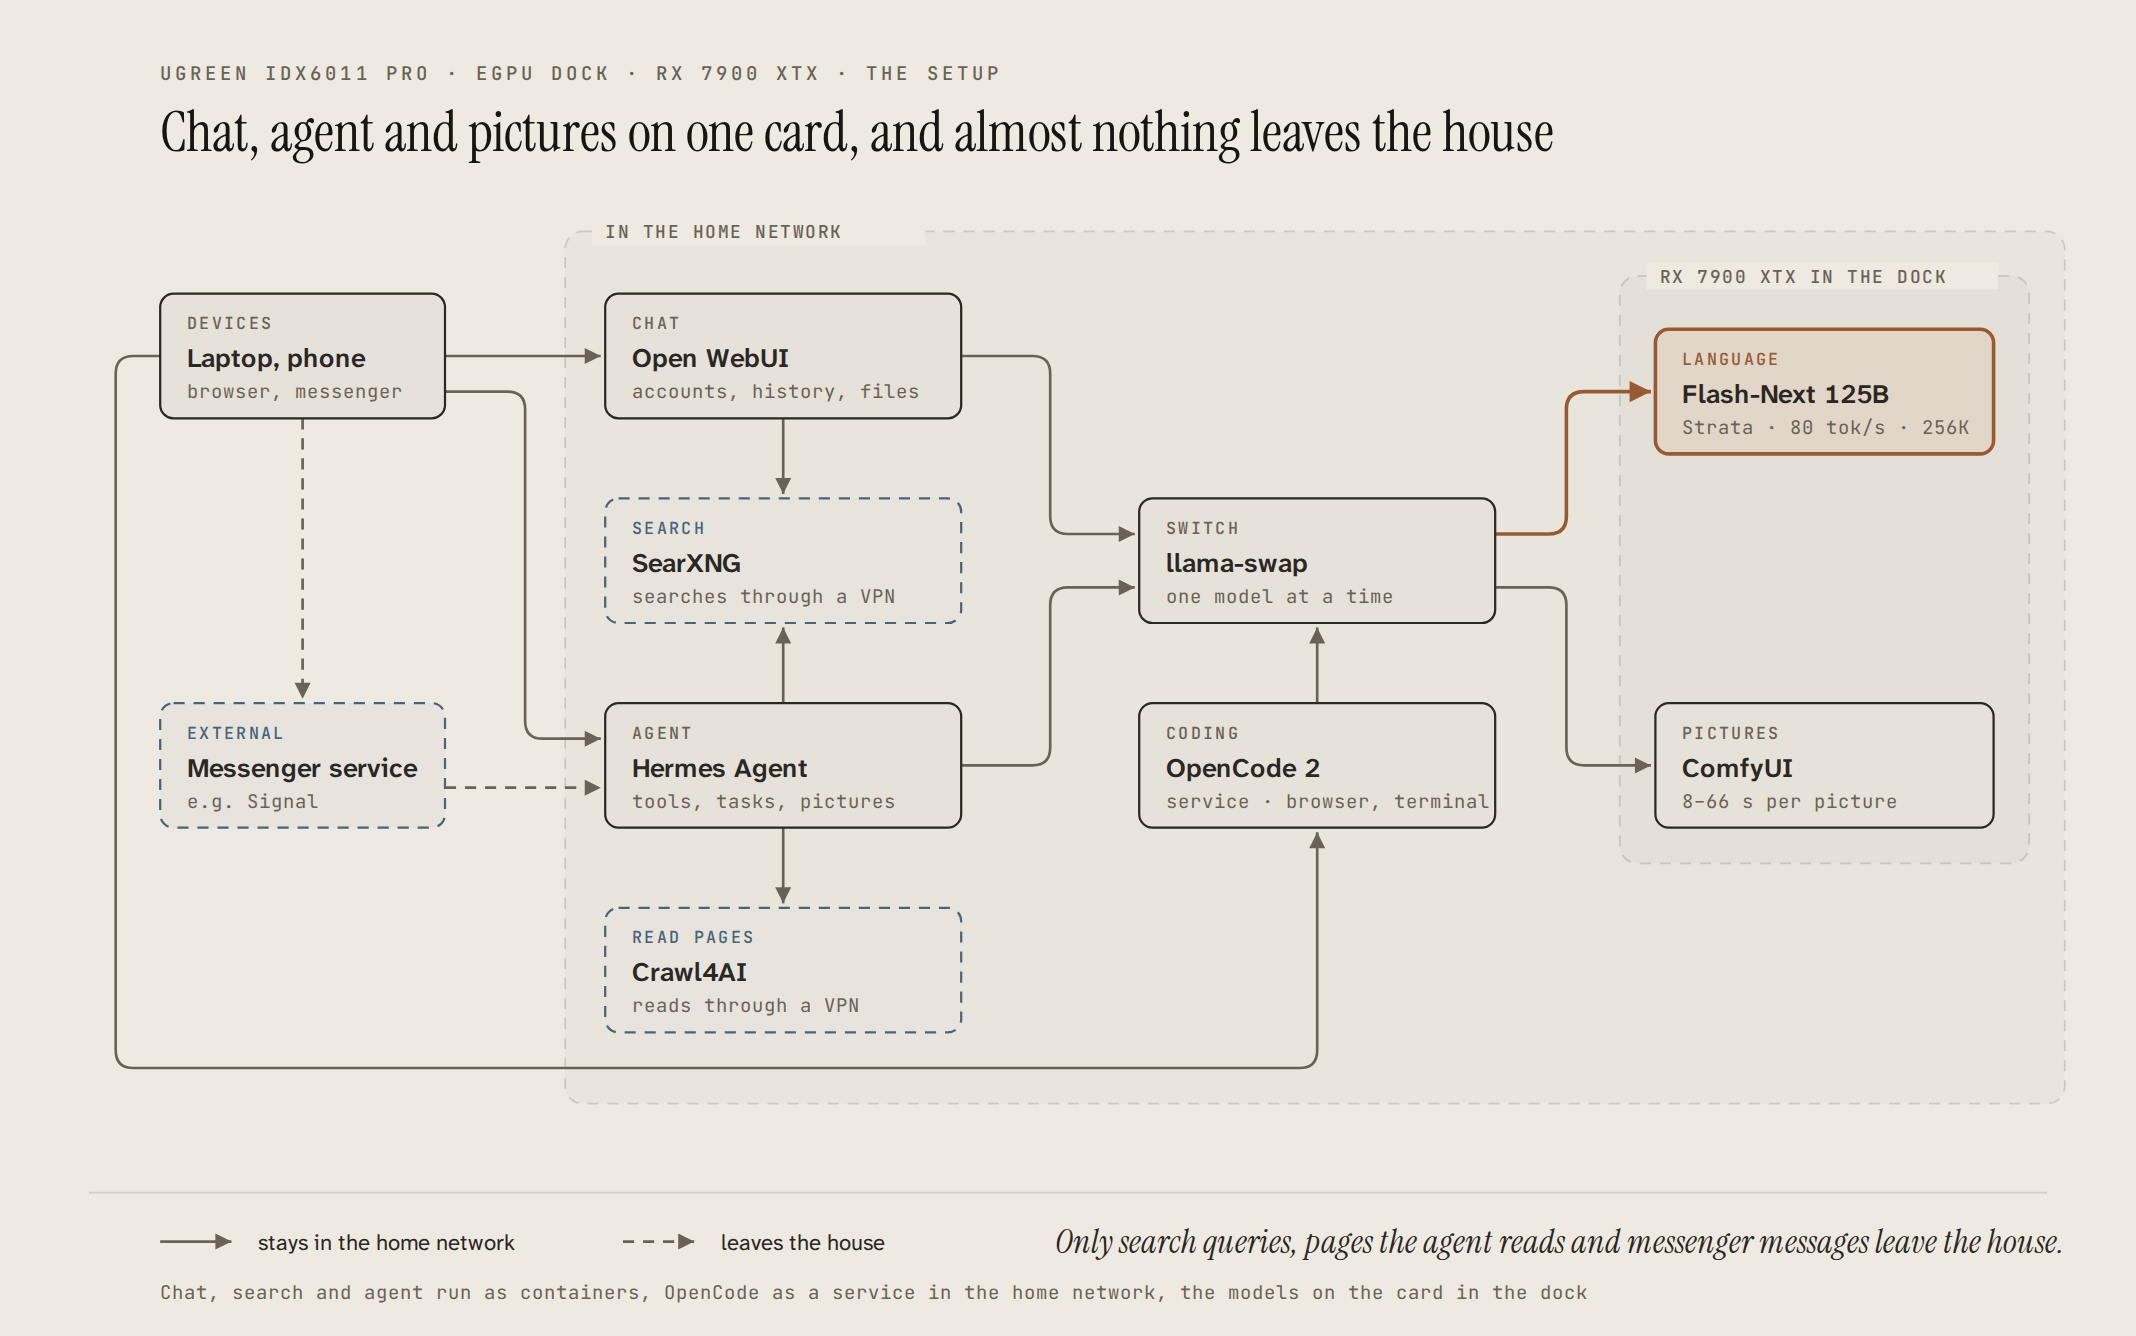 UGREEN IDX6011 PRO · EGPU DOCK · RX 7900 XTX · THE SETUP
Chat, agent and pictures on one card, and almost nothing leaves the house
IN THE HOME NETWORK
RX 7900 XTX IN THE DOCK
DEVICES
Laptop, phone
browser, messenger
CHAT
Open WebUI
accounts, history, files
LANGUAGE
Flash-Next 125B
Strata · 80 tok/s · 256K
SEARCH
SearXNG
searches through a VPN
SWITCH
llama-swap
one model at a time
EXTERNAL
Messenger service
e.g. Signal
AGENT
Hermes Agent
tools, tasks, pictures
CODING
OpenCode 2
service · browser, terminal
PICTURES
ComfyUI
8–66 s per picture
READ PAGES
Crawl4AI
reads through a VPN
stays in the home network
leaves the house
Only search queries, pages the agent reads and messenger messages leave the house.
Chat, search and agent run as containers, OpenCode as a service in the home network, the models on the card in the dock